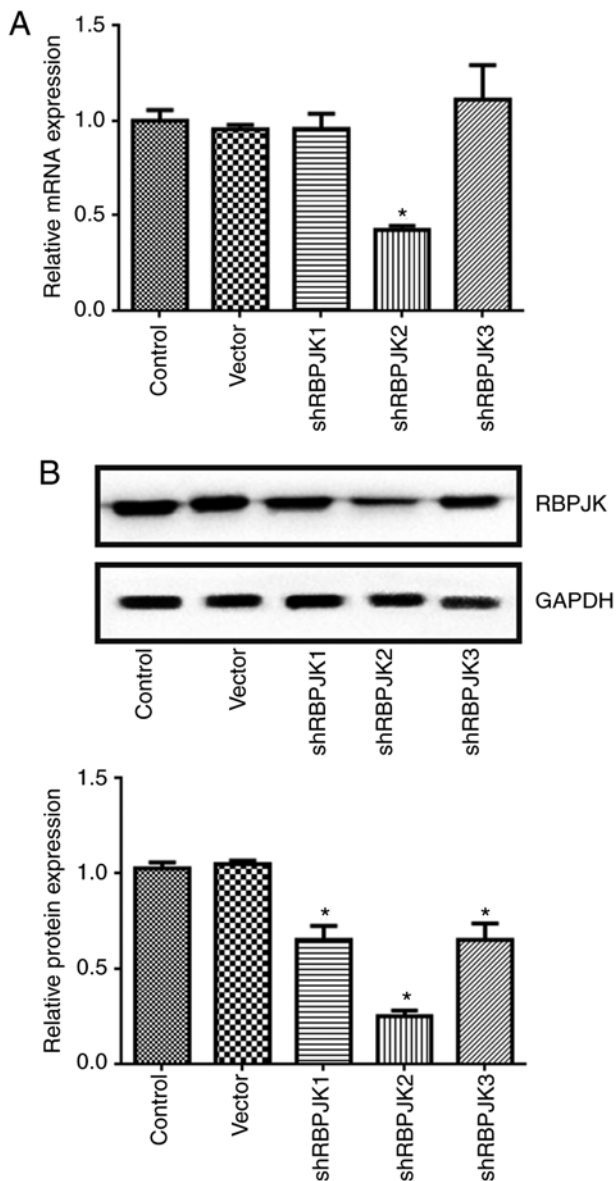 A
1.5
1.0
0.5
0.0
Relative mRNA expression
*
Control
Vector
shRBPJK1
shRBPJK2
shRBPJK3
B
RBPJK
GAPDH
Control
Vector
shRBPJK1
shRBPJK2
shRBPJK3
1.5
1.0
0.5
0.0
Relative protein expression
*
*
*
Control
Vector
shRBPJK1
shRBPJK2
shRBPJK3